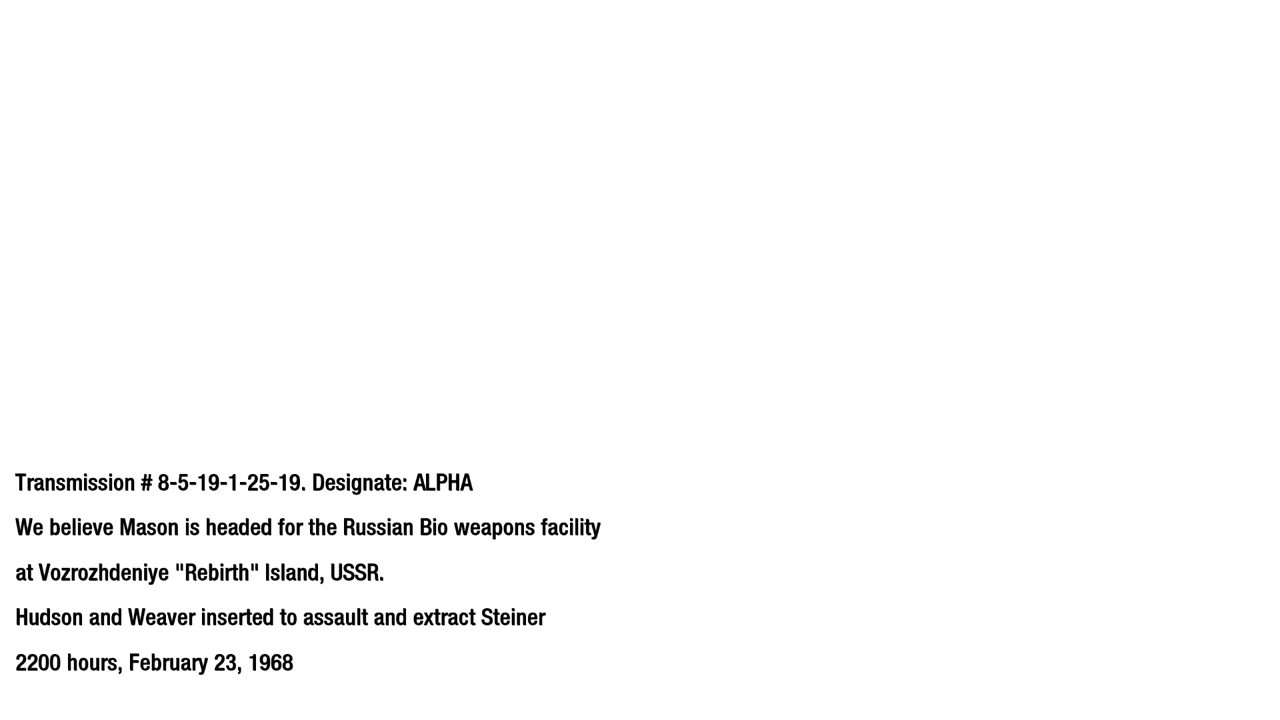 Transmission # 8-5-19-1-25-19. Designate: ALPHA
We believe Mason is headed for the Russian Bio weapons facility
at Vozrozhdeniye "Rebirth" Island, USSR.
Hudson and Weaver inserted to assault and extract Steiner
2200 hours, February 23, 1968